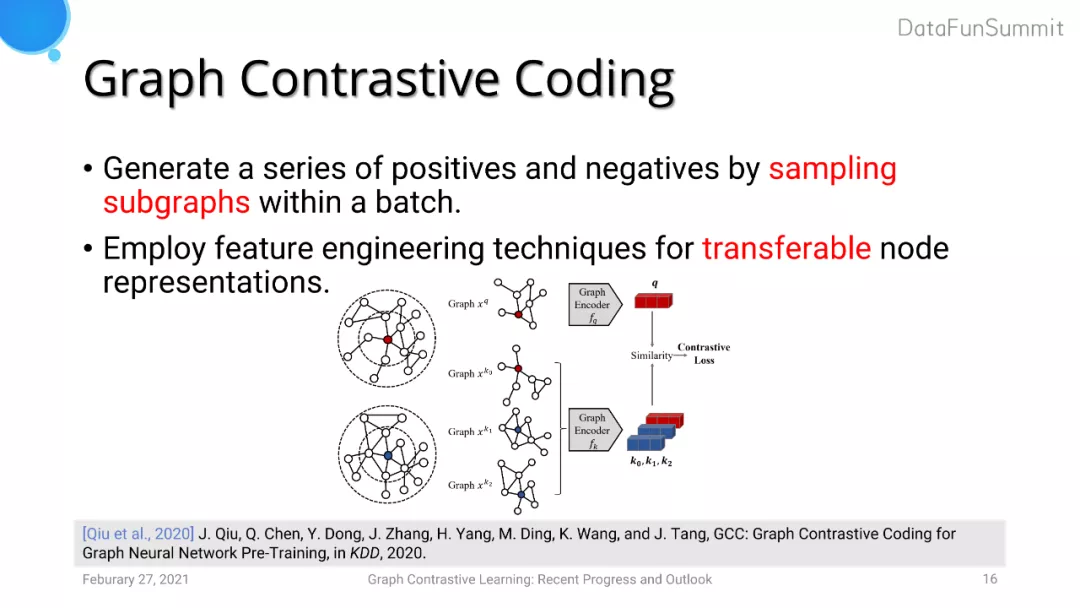 DataFunSummit
Graph Contrastive Coding
• Generate a series of positives and negatives by sampling
subgraphs within a batch.
• Employ feature engineering techniques for transferable node
representations.
Graph x^q
Graph
Encoder
f_q
q
Similarity
Contrastive
Loss
Graph x^{k_0}
Graph x^{k_1}
Graph x^{k_2}
Graph
Encoder
f_k
k_0, k_1, k_2
[Qiu et al., 2020] J. Qiu, Q. Chen, Y. Dong, J. Zhang, H. Yang, M. Ding, K. Wang, and J. Tang, GCC: Graph Contrastive Coding for
Graph Neural Network Pre-Training, in KDD, 2020.
Feburary 27, 2021
Graph Contrastive Learning: Recent Progress and Outlook
16